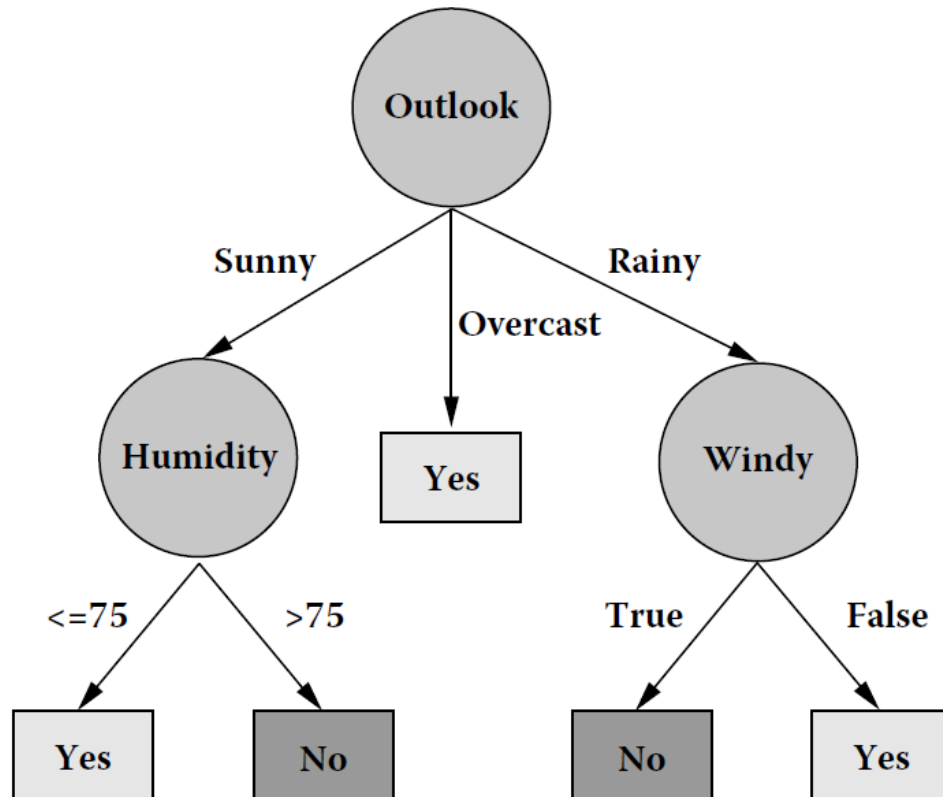 Outlook
Sunny
Rainy
Overcast
Humidity
Yes
Windy
<=75
>75
True
False
Yes
No
No
Yes